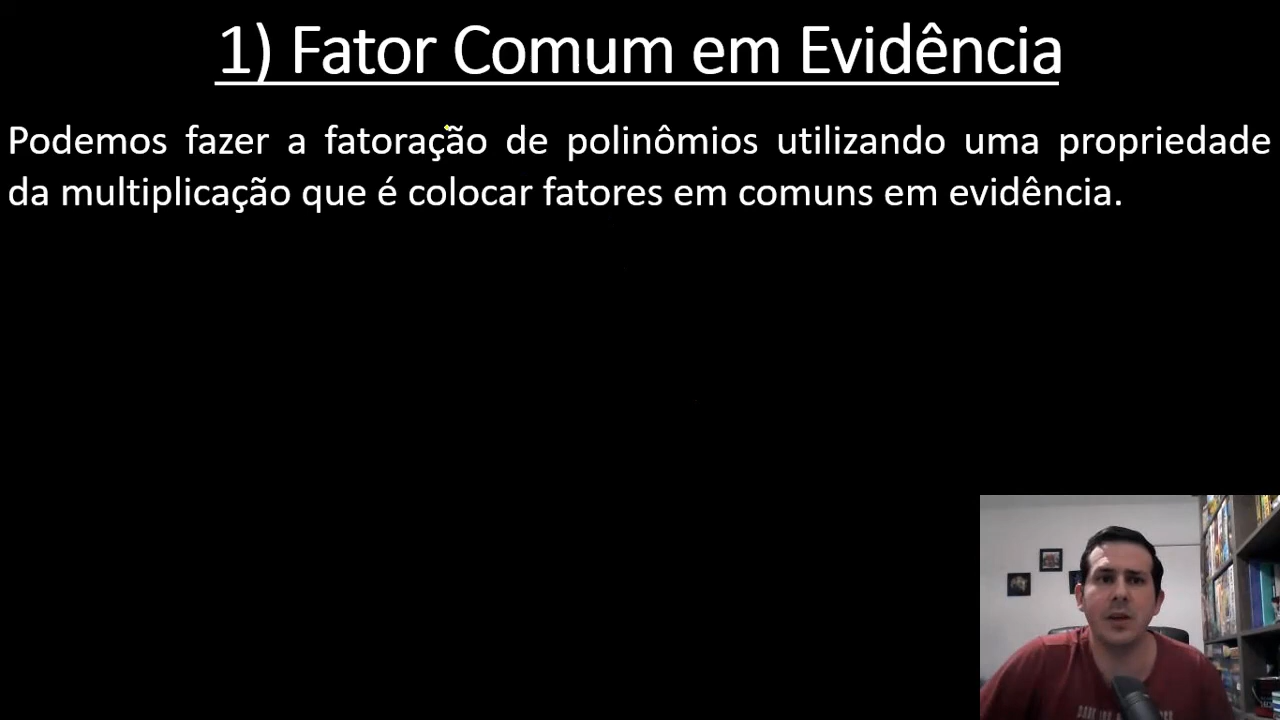 1) Fator Comum em Evidência
Podemos fazer a fatoração de polinômios utilizando uma propriedade
da multiplicação que é colocar fatores em comuns em evidência.